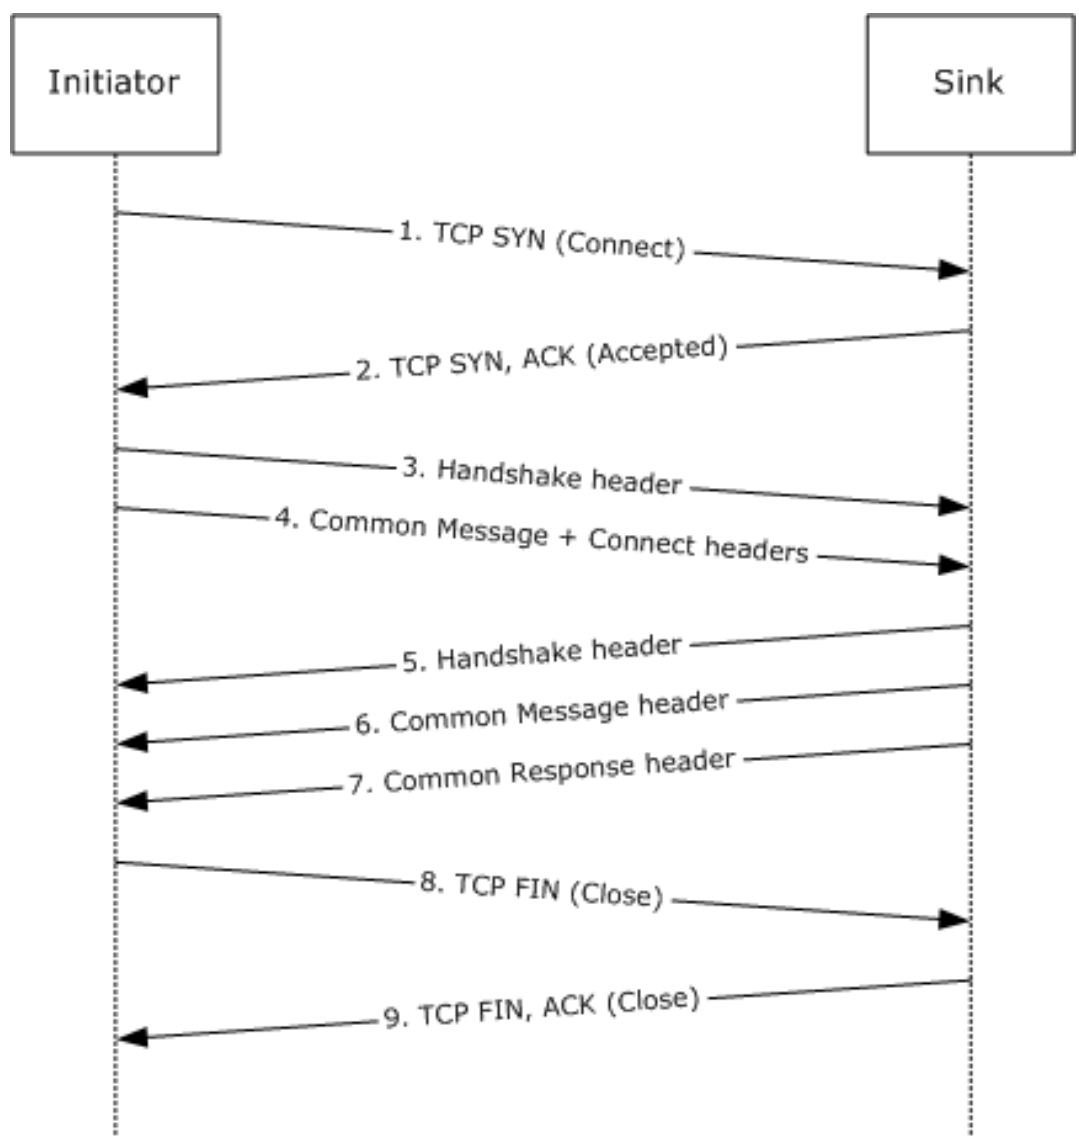 Initiator
Sink
1. TCP SYN (Connect)
2. TCP SYN, ACK (Accepted)
3. Handshake header
4. Common Message + Connect headers
5. Handshake header
6. Common Message header
7. Common Response header
8. TCP FIN (Close)
9. TCP FIN, ACK (Close)